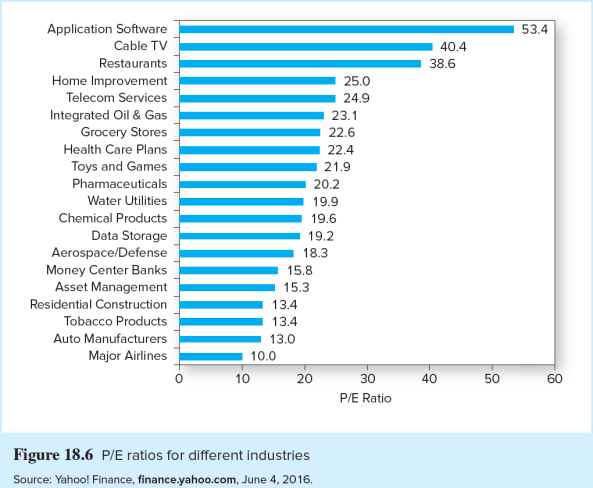 Application Software 53.4
Cable TV 40.4
Restaurants 38.6
Home Improvement 25.0
Telecom Services 24.9
Integrated Oil & Gas 23.1
Grocery Stores 22.6
Health Care Plans 22.4
Toys and Games 21.9
Pharmaceuticals 20.2
Water Utilities 19.9
Chemical Products 19.6
Data Storage 19.2
Aerospace/Defense 18.3
Money Center Banks 15.8
Asset Management 15.3
Residential Construction 13.4
Tobacco Products 13.4
Auto Manufacturers 13.0
Major Airlines 10.0
0 10 20 30 40 50 60
P/E Ratio
Figure 18.6 P/E ratios for different industries
Source: Yahoo! Finance, finance.yahoo.com, June 4, 2016.